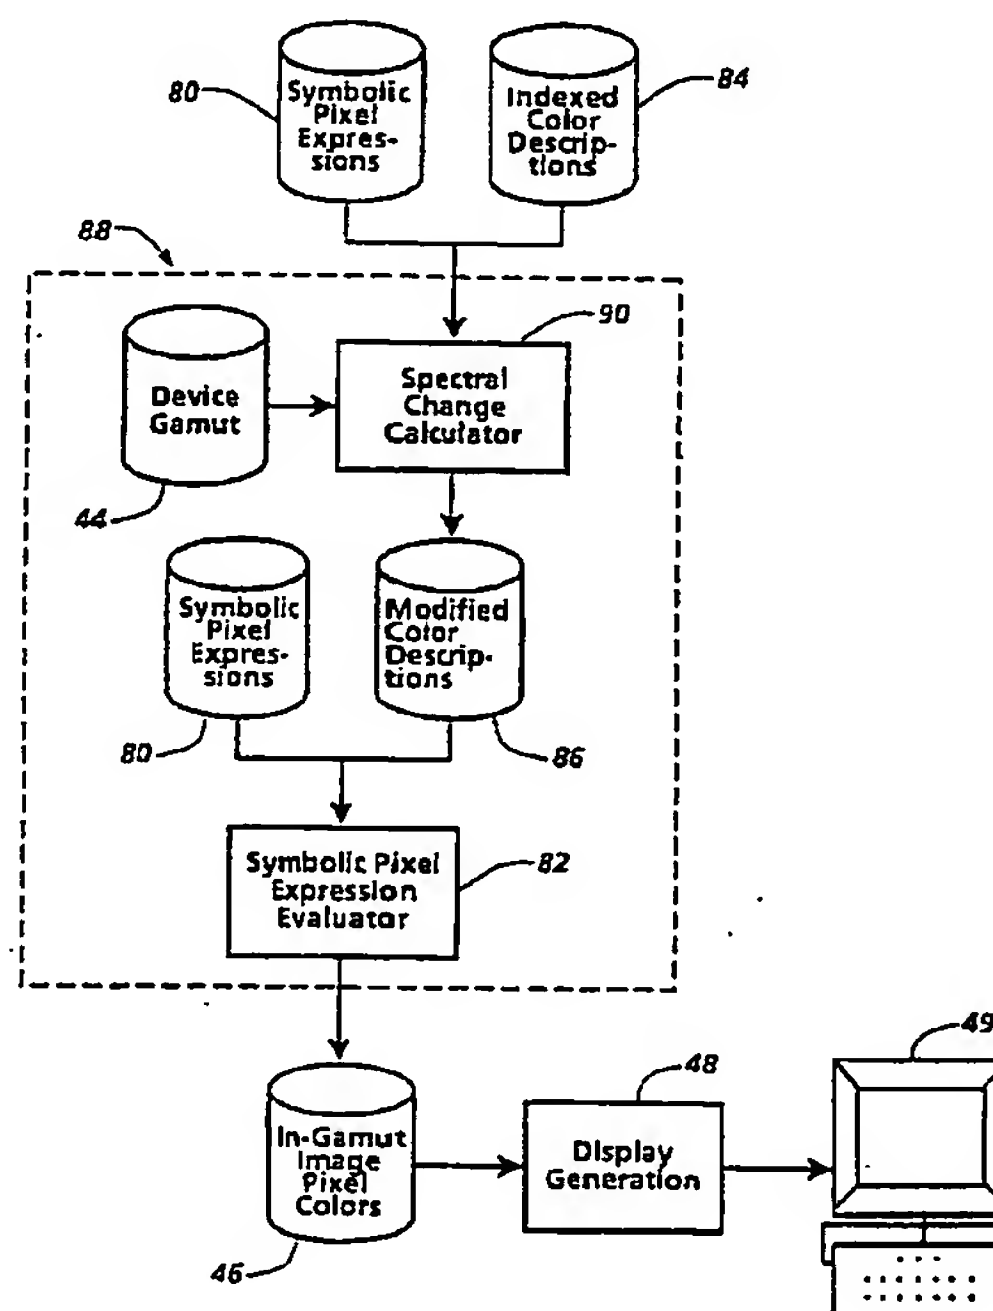 80
Symbolic
Pixel
Expres-
sions
Indexed
Color
Descrip-
tions
84
88
90
Device
Gamut
Spectral
Change
Calculator
44
Symbolic
Pixel
Expres-
sions
Modified
Color
Descrip-
tions
80
86
Symbolic Pixel
Expression
Evaluator
82
49
48
In-Gamut
Image
Pixel
Colors
Display
Generation
46